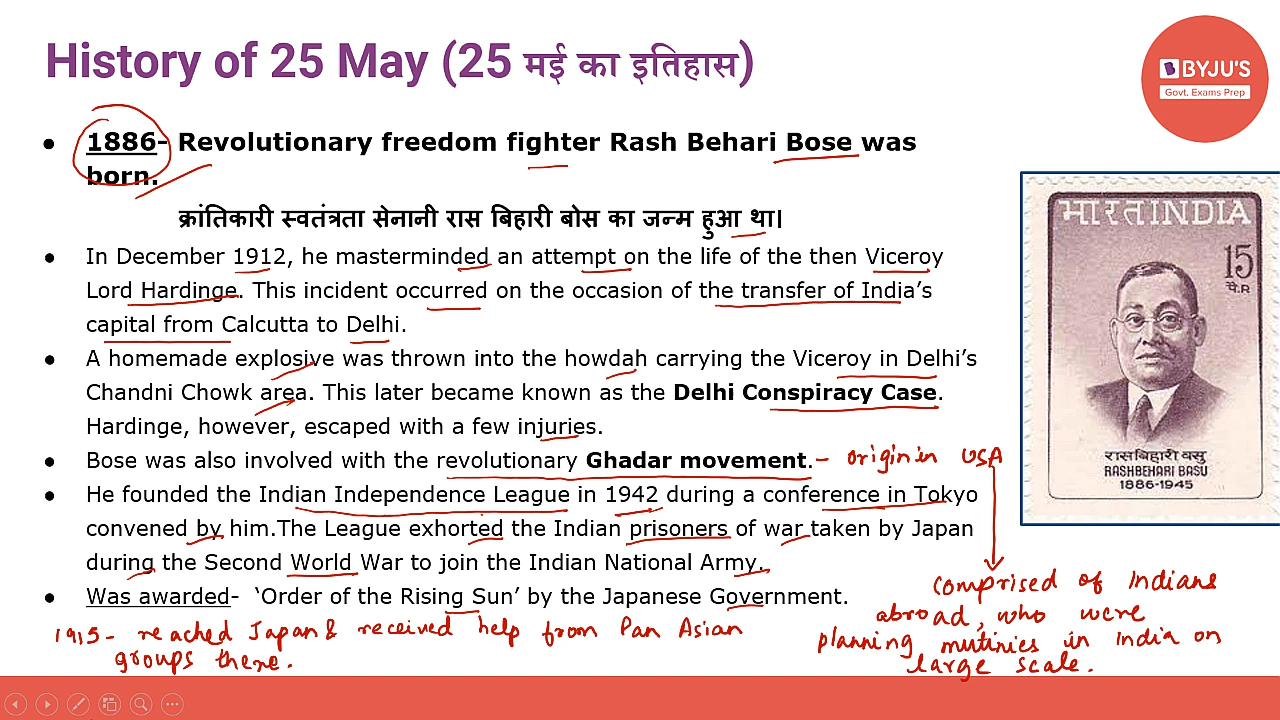 History of 25 May (25 मई का इतिहास)
BYJU'S
Govt. Exams Prep
● 1886- Revolutionary freedom fighter Rash Behari Bose was
born.
क्रांतिकारी स्वतंत्रता सेनानी रास बिहारी बोस का जन्म हुआ था।
● In December 1912, he masterminded an attempt on the life of the then Viceroy
Lord Hardinge. This incident occurred on the occasion of the transfer of India's
capital from Calcutta to Delhi.
● A homemade explosive was thrown into the howdah carrying the Viceroy in Delhi's
Chandni Chowk area. This later became known as the Delhi Conspiracy Case.
Hardinge, however, escaped with a few injuries.
● Bose was also involved with the revolutionary Ghadar movement. - origin in USA
● He founded the Indian Independence League in 1942 during a conference in Tokyo
convened by him.The League exhorted the Indian prisoners of war taken by Japan
during the Second World War to join the Indian National Army.
● Was awarded- 'Order of the Rising Sun' by the Japanese Government.
1915- reached Japan & received help from Pan Asian
groups there.
comprised of Indians
abroad, who were
planning mutinies in India on
large scale.
भारत INDIA
15
पै.P
रासबिहारी वसु
RASHBEHARI BASU
1886-1945